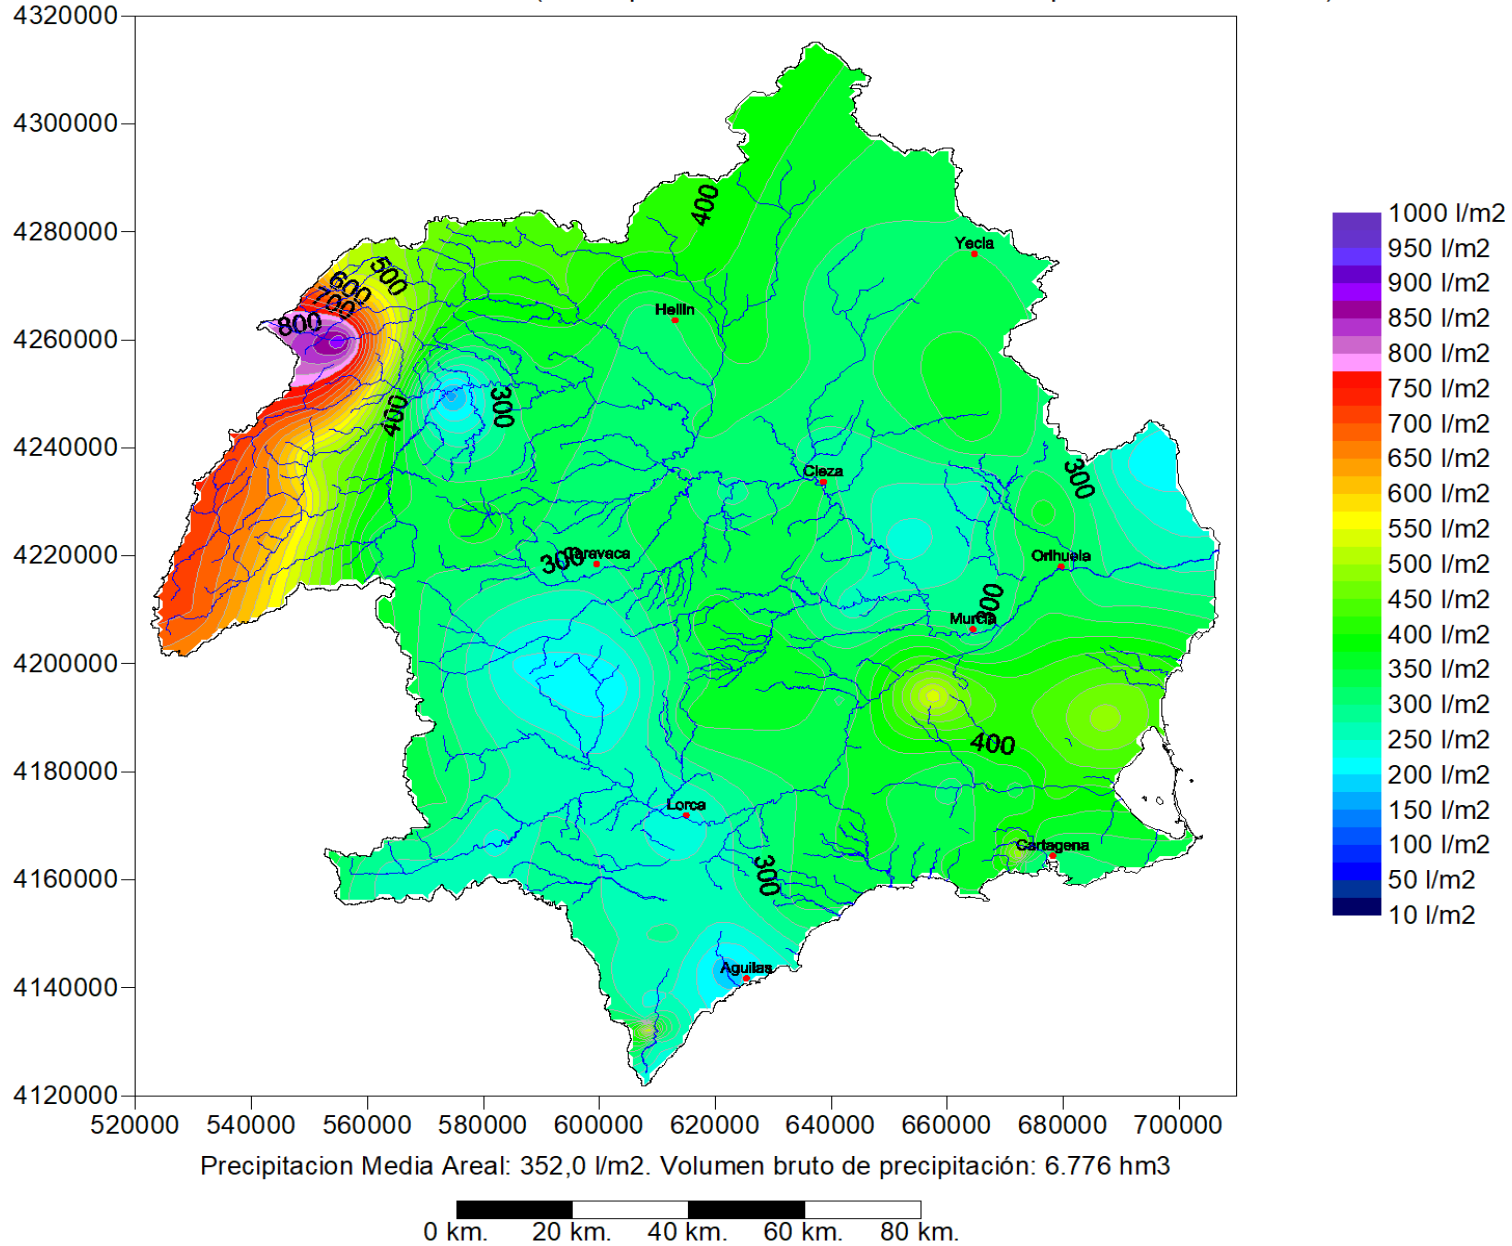 4320000
4300000
4280000
4260000
4240000
4220000
4200000
4180000
4160000
4140000
4120000
520000 540000 560000 580000 600000 620000 640000 660000 680000 700000
400
Yecla
500
600
700
800
Hellin
400
300
Cieza
300
300
Caravaca
Orihuela
300
Murcia
400
Lorca
Cartagena
300
Aguilas
1000 l/m2
950 l/m2
900 l/m2
850 l/m2
800 l/m2
750 l/m2
700 l/m2
650 l/m2
600 l/m2
550 l/m2
500 l/m2
450 l/m2
400 l/m2
350 l/m2
300 l/m2
250 l/m2
200 l/m2
150 l/m2
100 l/m2
50 l/m2
10 l/m2
Precipitacion Media Areal: 352,0 l/m2. Volumen bruto de precipitación: 6.776 hm3
0 km. 20 km. 40 km. 60 km. 80 km.